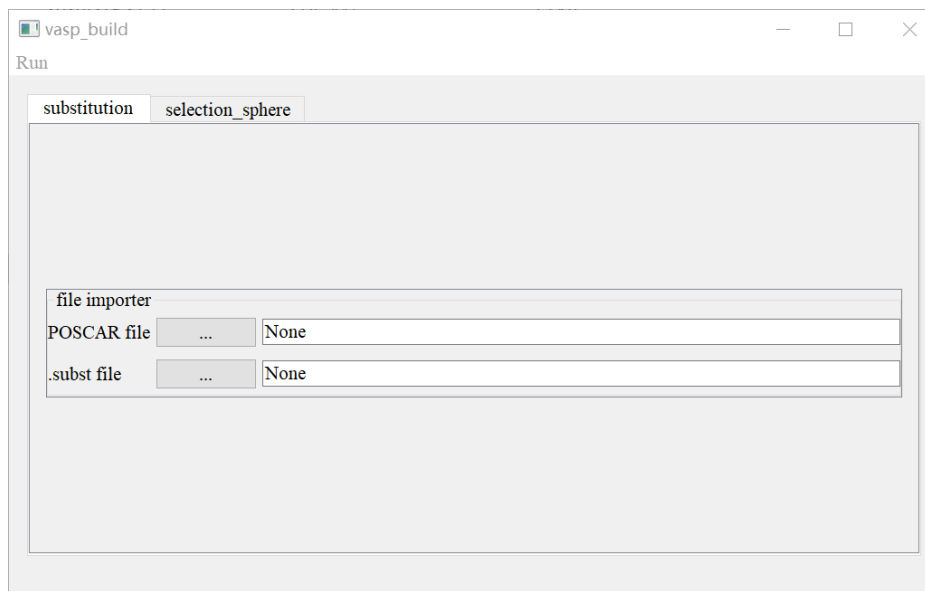 vasp_build
Run
substitution selection_sphere
file importer
POSCAR file ... None
.subst file ... None